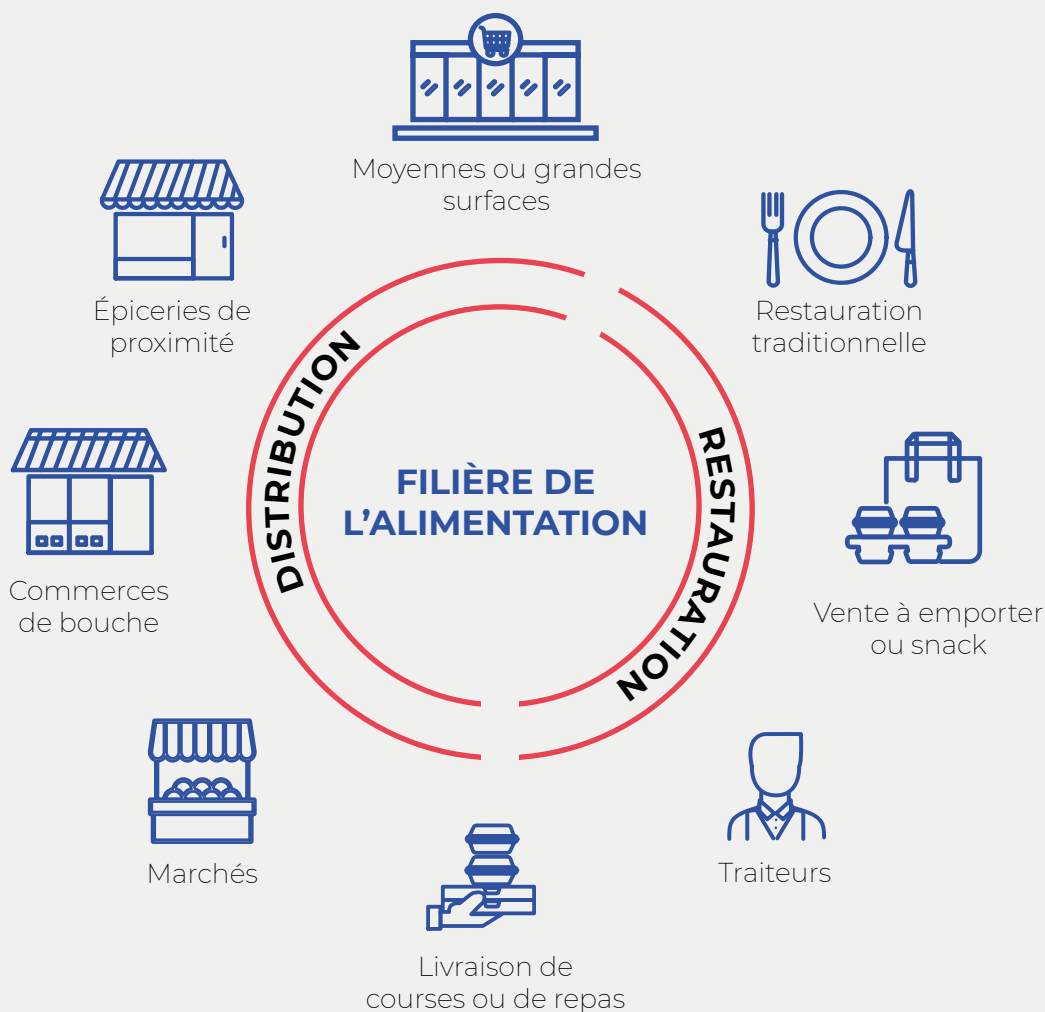 Moyennes ou grandes
surfaces
Épiceries de
proximité
Restauration
traditionnelle
DISTRIBUTION
RESTAURATION
FILIÈRE DE
L’ALIMENTATION
Commerces
de bouche
Vente à emporter
ou snack
Marchés
Traiteurs
Livraison de
courses ou de repas